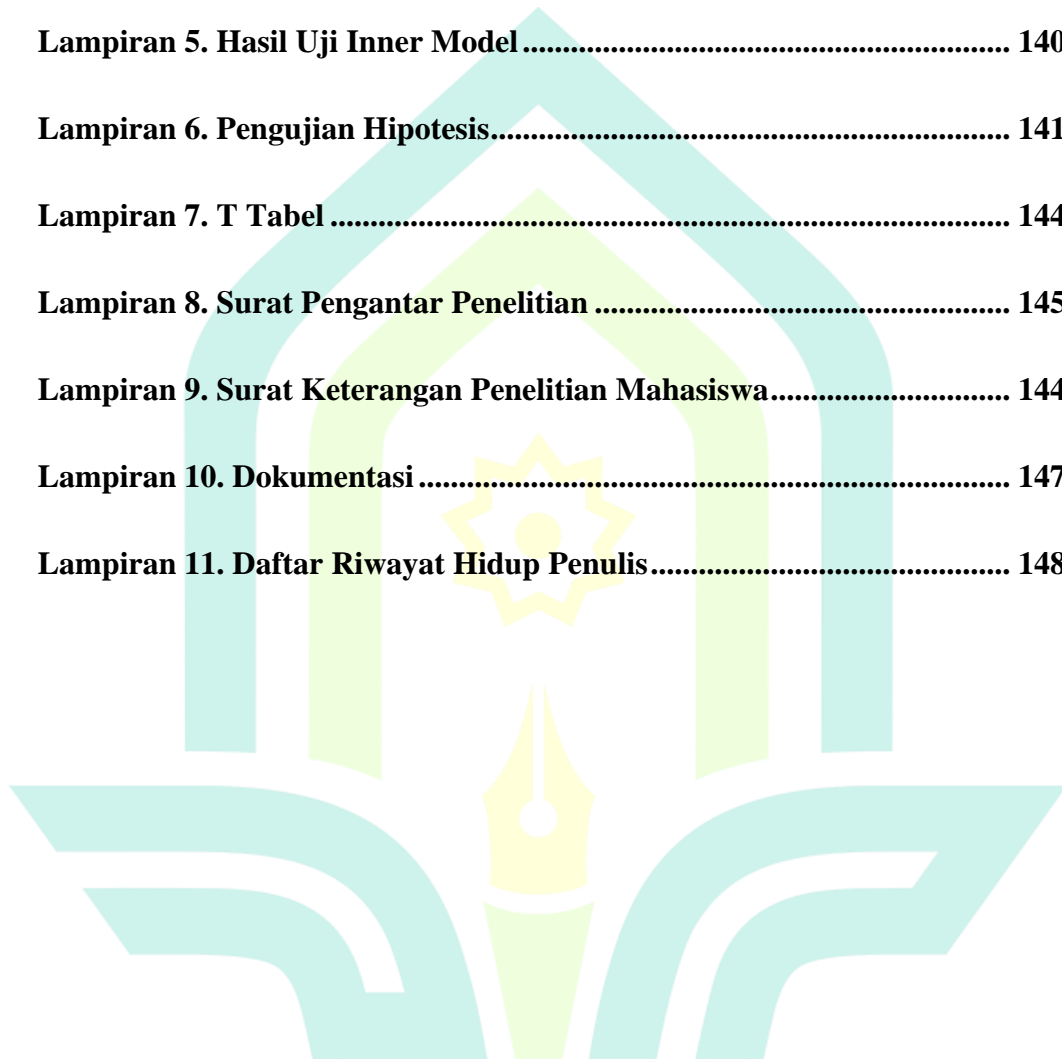 Lampiran 5. Hasil Uji Inner Model ............................................................ 140
Lampiran 6. Pengujian Hipotesis................................................................ 141
Lampiran 7. T Tabel .................................................................................... 144
Lampiran 8. Surat Pengantar Penelitian ................................................... 145
Lampiran 9. Surat Keterangan Penelitian Mahasiswa............................. 144
Lampiran 10. Dokumentasi ......................................................................... 147
Lampiran 11. Daftar Riwayat Hidup Penulis............................................ 148